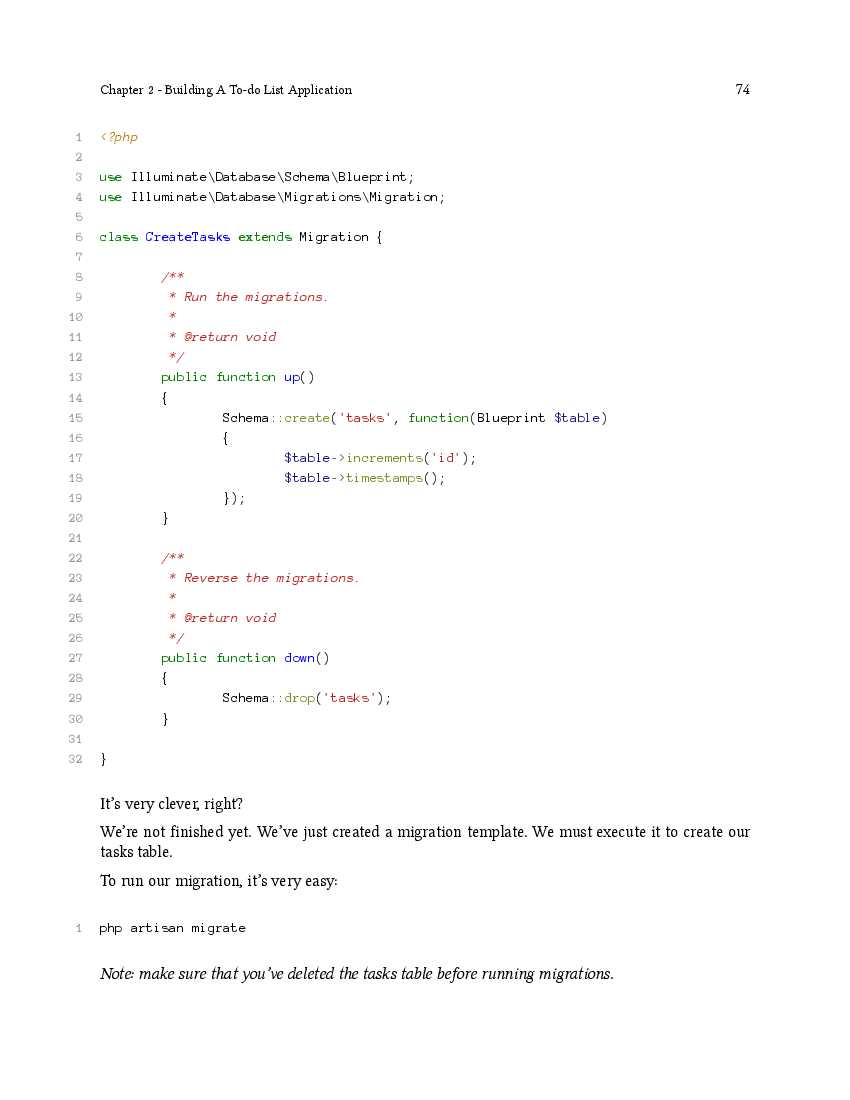 Chapter 2 - Building A To-do List Application 74
1 <?php
2
3 use Illuminate\Database\Schema\Blueprint;
4 use Illuminate\Database\Migrations\Migration;
5
6 class CreateTasks extends Migration {
7
8 /**
9 * Run the migrations.
10 *
11 * @return void
12 */
13 public function up()
14 {
15 Schema::create('tasks', function(Blueprint $table)
16 {
17 $table->increments('id');
18 $table->timestamps();
19 });
20 }
21
22 /**
23 * Reverse the migrations.
24 *
25 * @return void
26 */
27 public function down()
28 {
29 Schema::drop('tasks');
30 }
31
32 }
It’s very clever, right?
We’re not finished yet. We’ve just created a migration template. We must execute it to create our
tasks table.
To run our migration, it’s very easy:
1 php artisan migrate
Note: make sure that you’ve deleted the tasks table before running migrations.